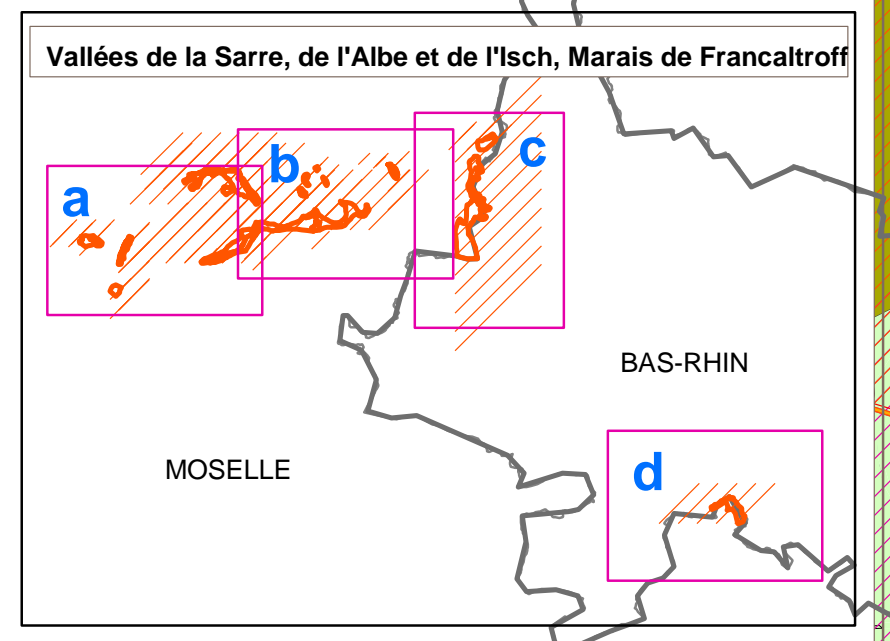 Vallées de la Sarre, de l'Albe et de l'Isch, Marais de Francaltroff
a
b
c
BAS-RHIN
MOSELLE
d